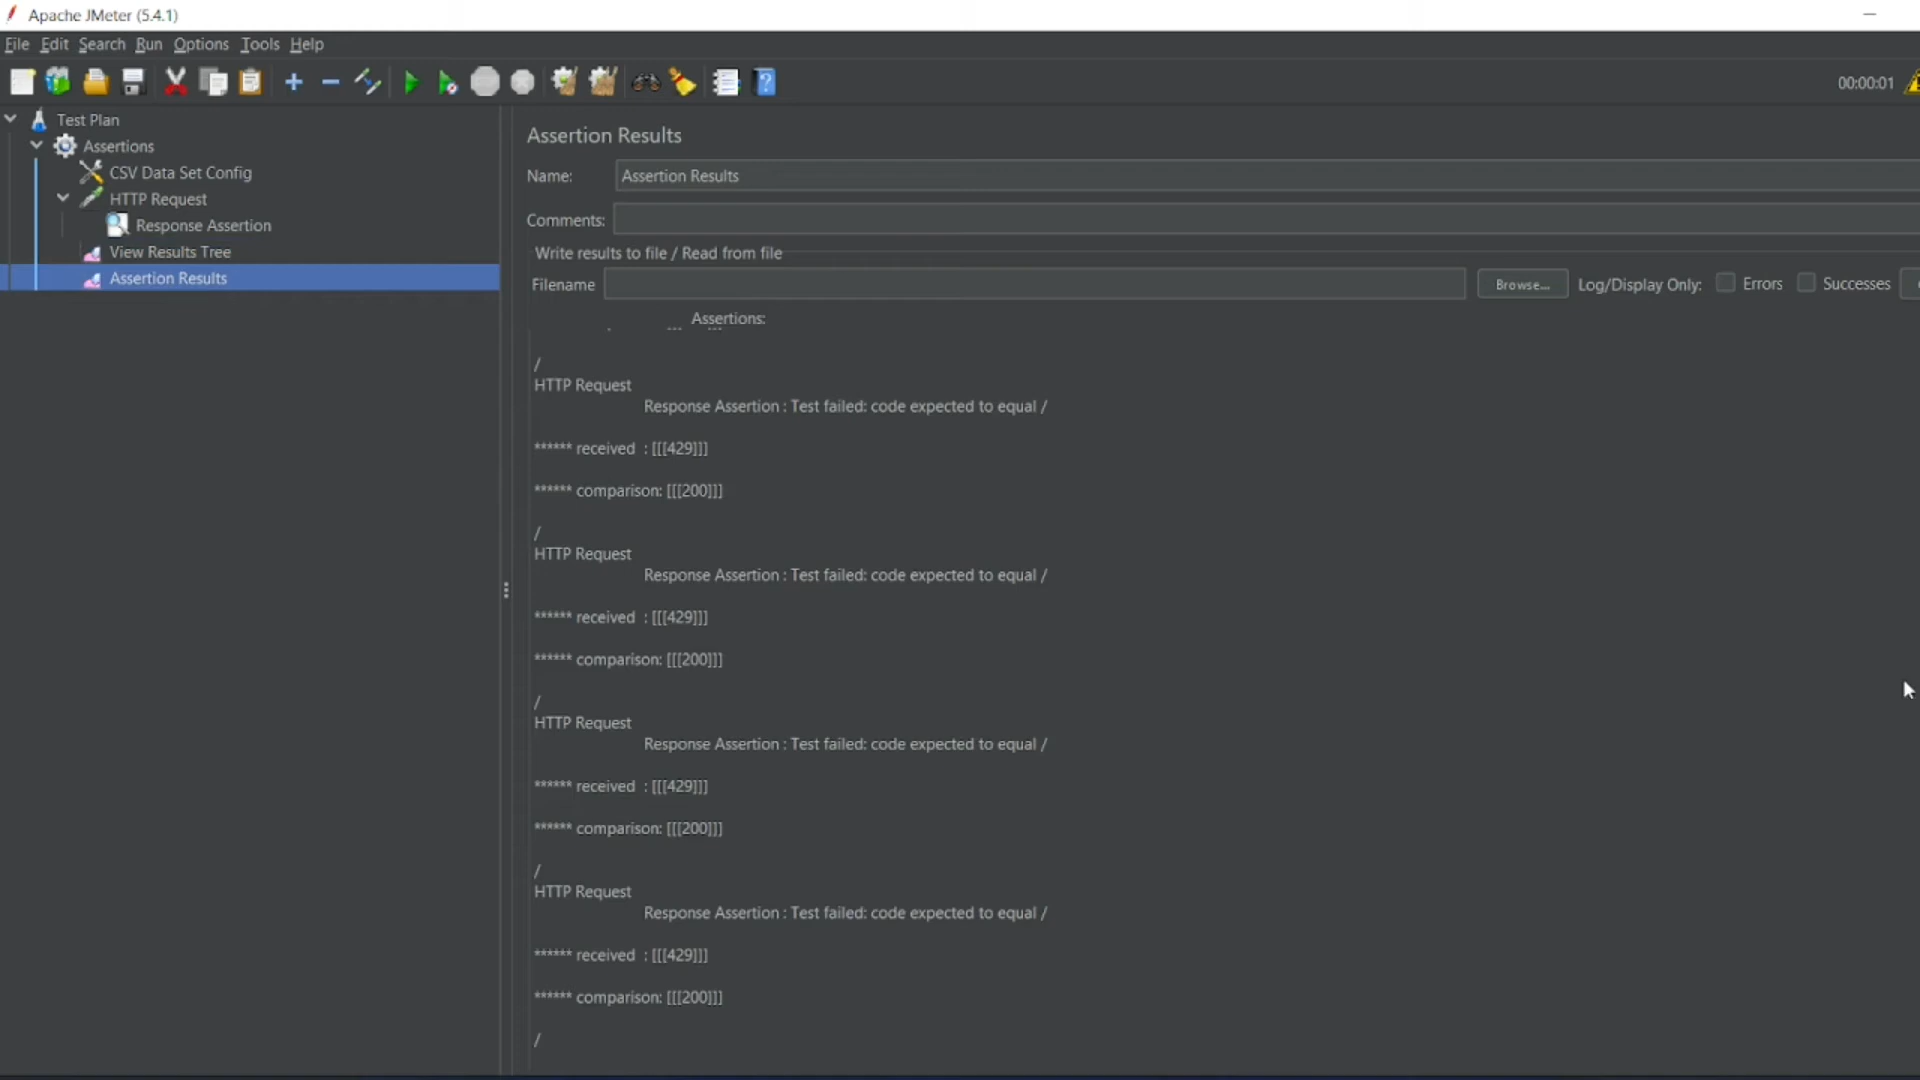 Apache JMeter (5.4.1)
File Edit Search Run Options Tools Help
00:00:01
Test Plan
Assertions
CSV Data Set Config
HTTP Request
Response Assertion
View Results Tree
Assertion Results
Assertion Results
Name: Assertion Results
Comments:
Write results to file / Read from file
Filename Browse... Log/Display Only: Errors Successes
Assertions:
/
HTTP Request
Response Assertion : Test failed: code expected to equal /
****** received : [[[429]]]
****** comparison: [[[200]]]
/
HTTP Request
Response Assertion : Test failed: code expected to equal /
****** received : [[[429]]]
****** comparison: [[[200]]]
/
HTTP Request
Response Assertion : Test failed: code expected to equal /
****** received : [[[429]]]
****** comparison: [[[200]]]
/
HTTP Request
Response Assertion : Test failed: code expected to equal /
****** received : [[[429]]]
****** comparison: [[[200]]]
/